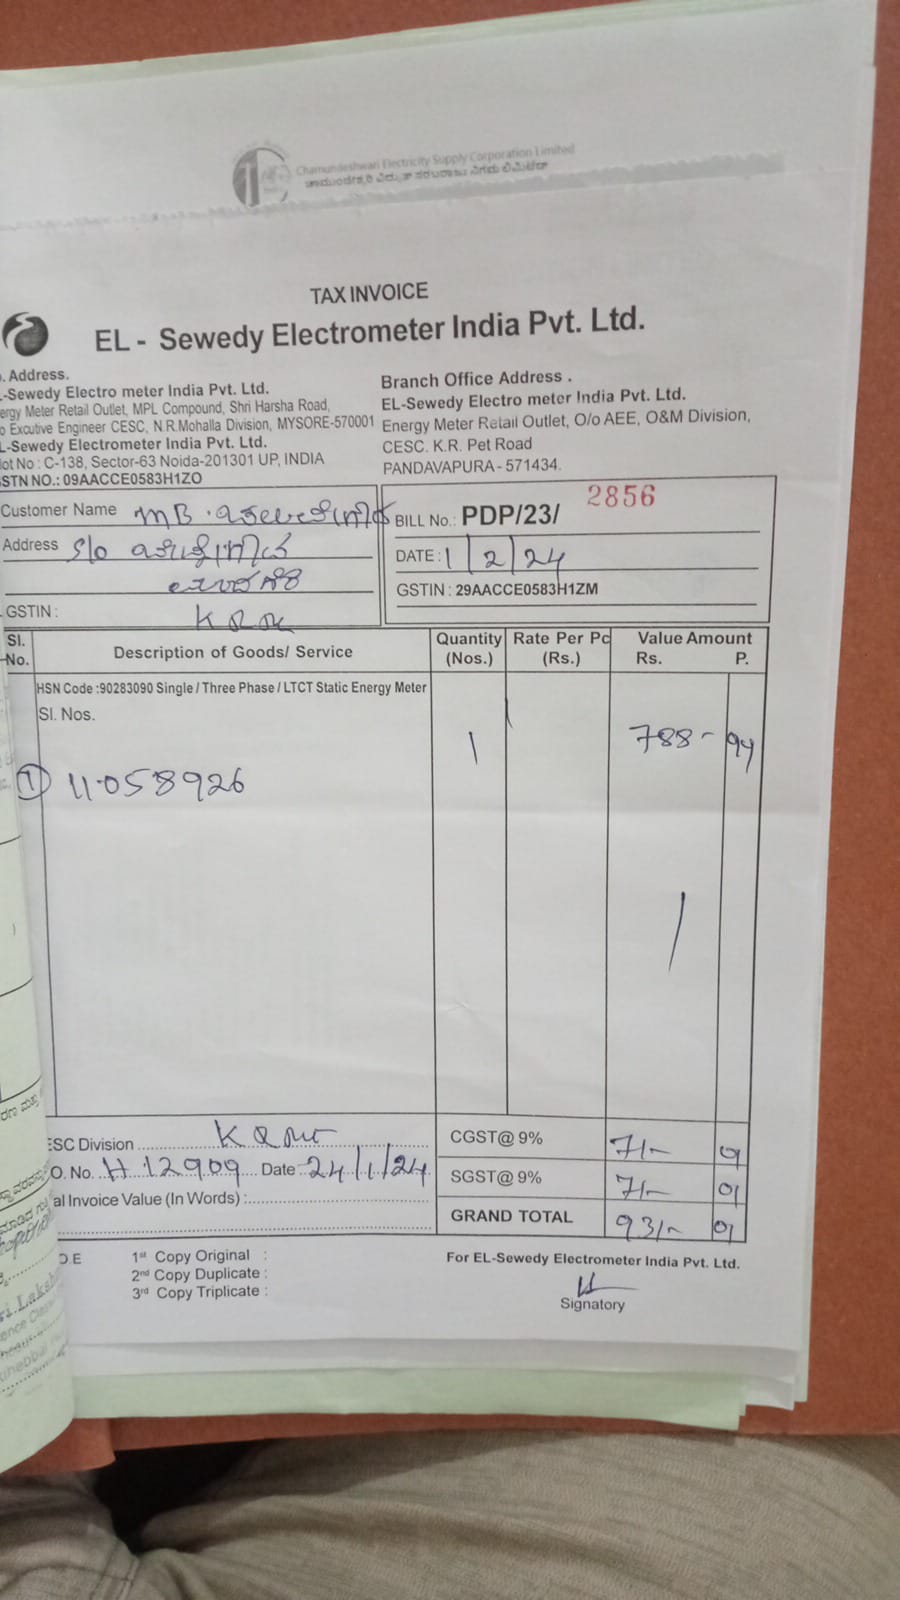 Chamundeshwari Electricity Supply Corporation Limited
ಚಾಮುಂಡೇಶ್ವರಿ ವಿದ್ಯುತ್ ಸರಬರಾಜು ನಿಗಮ ಲಿಮಿಟೆಡ್
TAX INVOICE
EL - Sewedy Electrometer India Pvt. Ltd.
. Address.
-Sewedy Electro meter India Pvt. Ltd.
ergy Meter Retail Outlet, MPL Compound, Shri Harsha Road,
o Excutive Engineer CESC, N.R.Mohalla Division, MYSORE-570001
L-Sewedy Electrometer India Pvt. Ltd.
lot No : C-138, Sector-63 Noida-201301 UP, INDIA
STN NO.: 09AACCE0583H1ZO
Branch Office Address .
EL-Sewedy Electro meter India Pvt. Ltd.
Energy Meter Retail Outlet, O/o AEE, O&M Division,
CESC. K.R. Pet Road
PANDAVAPURA - 571434.
Customer Name MB
Address S/o
GSTIN :
BILL No.: PDP/23/ 2856
DATE : 1/2/24
GSTIN : 29AACCE0583H1ZM
Sl. No. Description of Goods/ Service Quantity (Nos.) Rate Per Pc (Rs.) Value Amount Rs. P.
HSN Code :90283090 Single / Three Phase / LTCT Static Energy Meter
Sl. Nos.
1 788- 94
① 11058926
ESC Division
O. No. H 12909 Date 24/1/24
al Invoice Value (In Words) :
CGST@ 9% 71- 01
SGST@ 9% 71- 01
GRAND TOTAL 931- 01
O.E
1st Copy Original :
2nd Copy Duplicate :
3rd Copy Triplicate :
For EL-Sewedy Electrometer India Pvt. Ltd.
Signatory